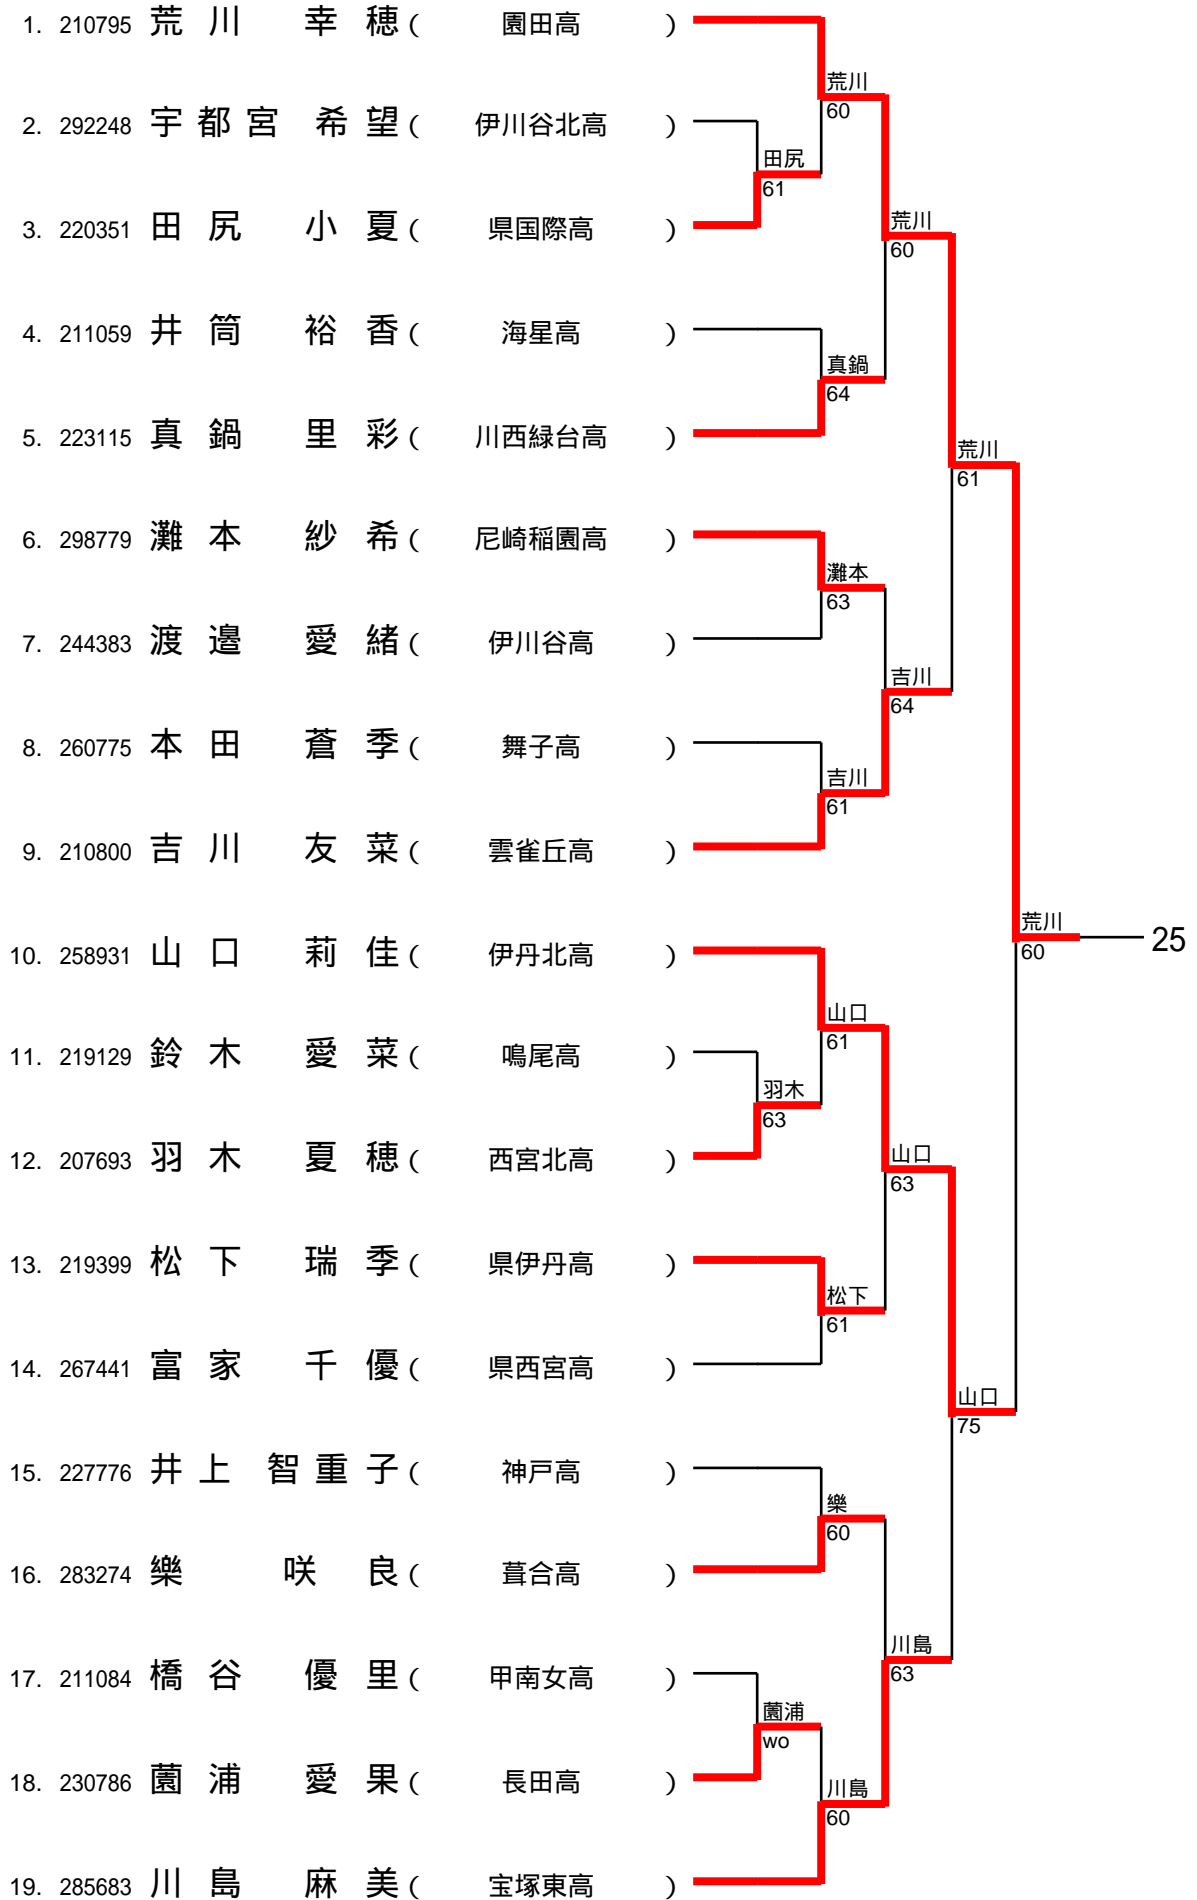 1. 210795 荒川 幸穂 ( 園田高 )
荒川
60
2. 292248 宇都宮 希望 ( 伊川谷北高 )
田尻
61
3. 220351 田尻 小夏 ( 県国際高 )
荒川
60
4. 211059 井筒 裕香 ( 海星高 )
真鍋
64
5. 223115 真鍋 里彩 ( 川西緑台高 )
荒川
61
6. 298779 灘本 紗希 ( 尼崎稲園高 )
灘本
63
7. 244383 渡邉 愛緒 ( 伊川谷高 )
吉川
64
8. 260775 本田 蒼季 ( 舞子高 )
吉川
61
9. 210800 吉川 友菜 ( 雲雀丘高 )
荒川
60
25
10. 258931 山口 莉佳 ( 伊丹北高 )
山口
61
11. 219129 鈴木 愛菜 ( 鳴尾高 )
羽木
63
12. 207693 羽木 夏穂 ( 西宮北高 )
山口
63
13. 219399 松下 瑞季 ( 県伊丹高 )
松下
61
14. 267441 富家 千優 ( 県西宮高 )
山口
75
15. 227776 井上 智重子 ( 神戸高 )
樂
60
16. 283274 樂 咲良 ( 葺合高 )
川島
63
17. 211084 橋谷 優里 ( 甲南女高 )
薗浦
wo
18. 230786 薗浦 愛果 ( 長田高 )
川島
60
19. 285683 川島 麻美 ( 宝塚東高 )